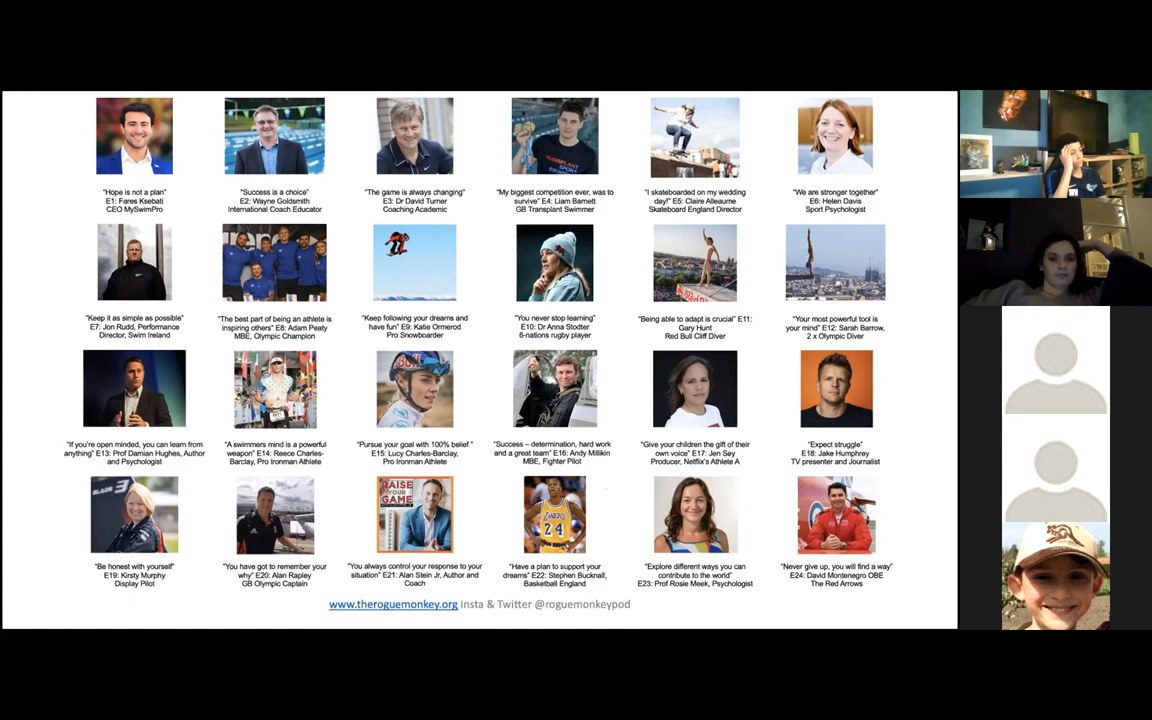 "Hope is not a plan"
E1: Fares Ksebati
CEO MySwimPro
"Success is a choice"
E2: Wayne Goldsmith
International Coach Educator
"The game is always changing"
E3: Dr David Turner
Coaching Academic
"My biggest competition ever, was to
survive" E4: Liam Barnett
GB Transplant Swimmer
"I skateboarded on my wedding
day!" E5: Claire Alleaume
Skateboard England Director
"We are stronger together"
E6: Helen Davis
Sport Psychologist
TRANSPLANT
SPORT
"Keep it as simple as possible"
E7: Jon Rudd, Performance
Director, Swim Ireland
"The best part of being an athlete is
inspiring others" E8: Adam Peaty
MBE, Olympic Champion
"Keep following your dreams and
have fun" E9: Katie Ormerod
Pro Snowboarder
"You never stop learning"
E10: Dr Anna Stodter
6-nations rugby player
"Being able to adapt is crucial" E11:
Gary Hunt
Red Bull Cliff Diver
"Your most powerful tool is
your mind" E12: Sarah Barrow,
2 x Olympic Diver
"If you're open minded, you can learn from
anything" E13: Prof Damian Hughes, Author
and Psychologist
"A swimmers mind is a powerful
weapon" E14: Reece Charles-
Barclay, Pro Ironman Athlete
"Pursue your goal with 100% belief "
E15: Lucy Charles-Barclay,
Pro Ironman Athlete
"Success – determination, hard work
and a great team" E16: Andy Millikin
MBE, Fighter Pilot
"Give your children the gift of their
own voice" E17: Jen Sey
Producer, Netflix's Athlete A
"Expect struggle"
E18: Jake Humphrey
TV presenter and Journalist
BLADE
RAISE
YOUR
GAME
LAKERS
24
"Be honest with yourself"
E19: Kirsty Murphy
Display Pilot
"You have got to remember your
why" E20: Alan Rapley
GB Olympic Captain
"You always control your response to your
situation" E21: Alan Stein Jr, Author and
Coach
"Have a plan to support your
dreams" E22: Stephen Bucknall,
Basketball England
"Explore different ways you can
contribute to the world"
E23: Prof Rosie Meek, Psychologist
"Never give up, you will find a way"
E24: David Montenegro OBE
The Red Arrows
www.theroguemonkey.org Insta & Twitter @roguemonkeypod